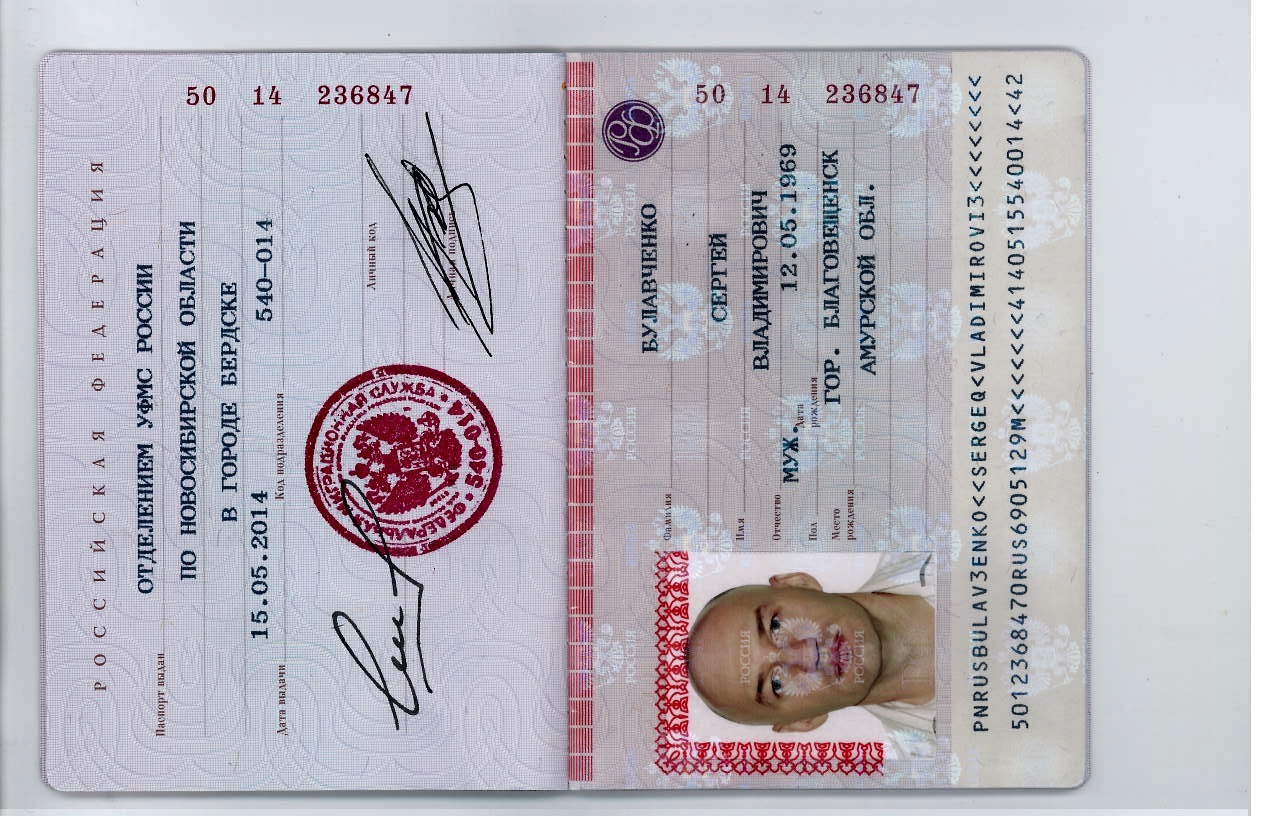 РОССИЙСКАЯ ФЕДЕРАЦИЯ
Паспорт выдан ОТДЕЛЕНИЕМ УФМС РОССИИ
ПО НОВОСИБИРСКОЙ ОБЛАСТИ
В ГОРОДЕ БЕРДСКЕ
Дата выдачи 15.05.2014 Код подразделения 540-014
Личный код
Личная подпись
ФЕДЕРАЛЬНАЯ МИГРАЦИОННАЯ СЛУЖБА • 540-014 •
50 14 236847
50 14 236847
Фамилия БУЛАВЧЕНКО
Имя СЕРГЕЙ
Отчество ВЛАДИМИРОВИЧ
Пол МУЖ. Дата рождения 12.05.1969
Место рождения ГОР. БЛАГОВЕЩЕНСК
АМУРСКОЙ ОБЛ.
РОССИЯ РОССИЯ
PNRUSBULAV3ENKO<<SERGEQ<VLADIMIROVI3<<<<<<<<
5012368470RUS6905129M<<<<<<<4140515540014<42